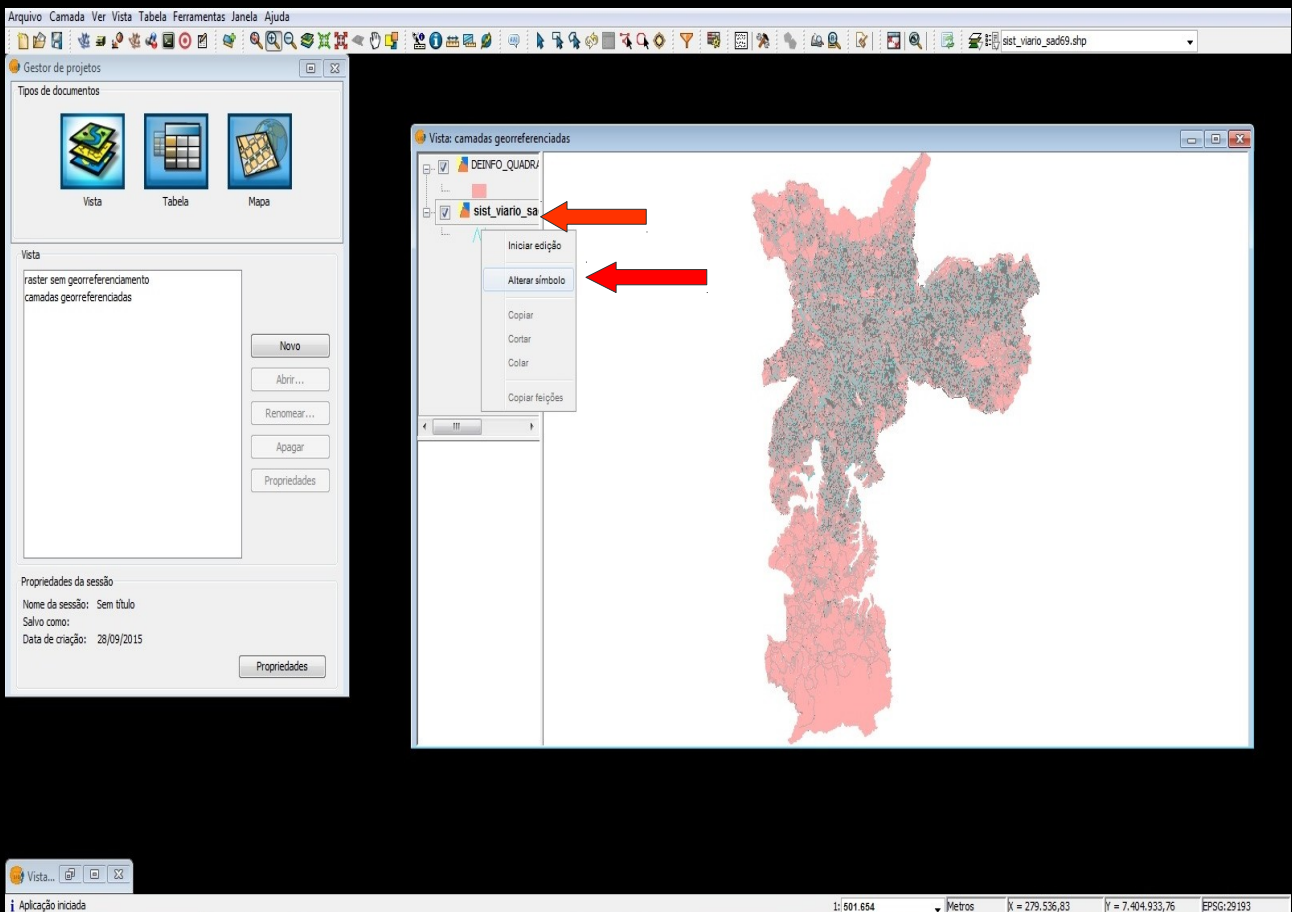 Arquivo Camada Ver Vista Tabela Ferramentas Janela Ajuda
sist_viario_sad69.shp
Gestor de projetos
Tipos de documentos
Vista Tabela Mapa
Vista
raster sem georreferenciamento
camadas georreferenciadas
Novo
Abrir...
Renomear...
Apagar
Propriedades
Propriedades da sessão
Nome da sessão: Sem título
Salvo como:
Data de criação: 28/09/2015
Propriedades
Vista: camadas georreferenciadas
DEINFO_QUADRA
sist_viario_sa
Iniciar edição
Alterar símbolo
Copiar
Cortar
Colar
Copiar feições
Vista...
Aplicação iniciada
1: 501.654
Metros
X = 279.536,83
Y = 7.404.933,76
EPSG:29193